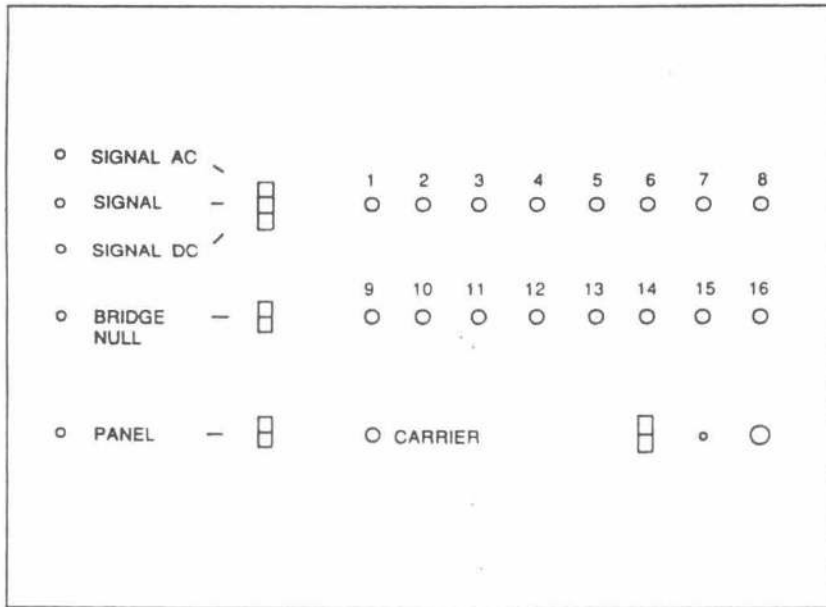 SIGNAL AC
SIGNAL
SIGNAL DC
1 2 3 4 5 6 7 8
BRIDGE
NULL
9 10 11 12 13 14 15 16
PANEL
CARRIER